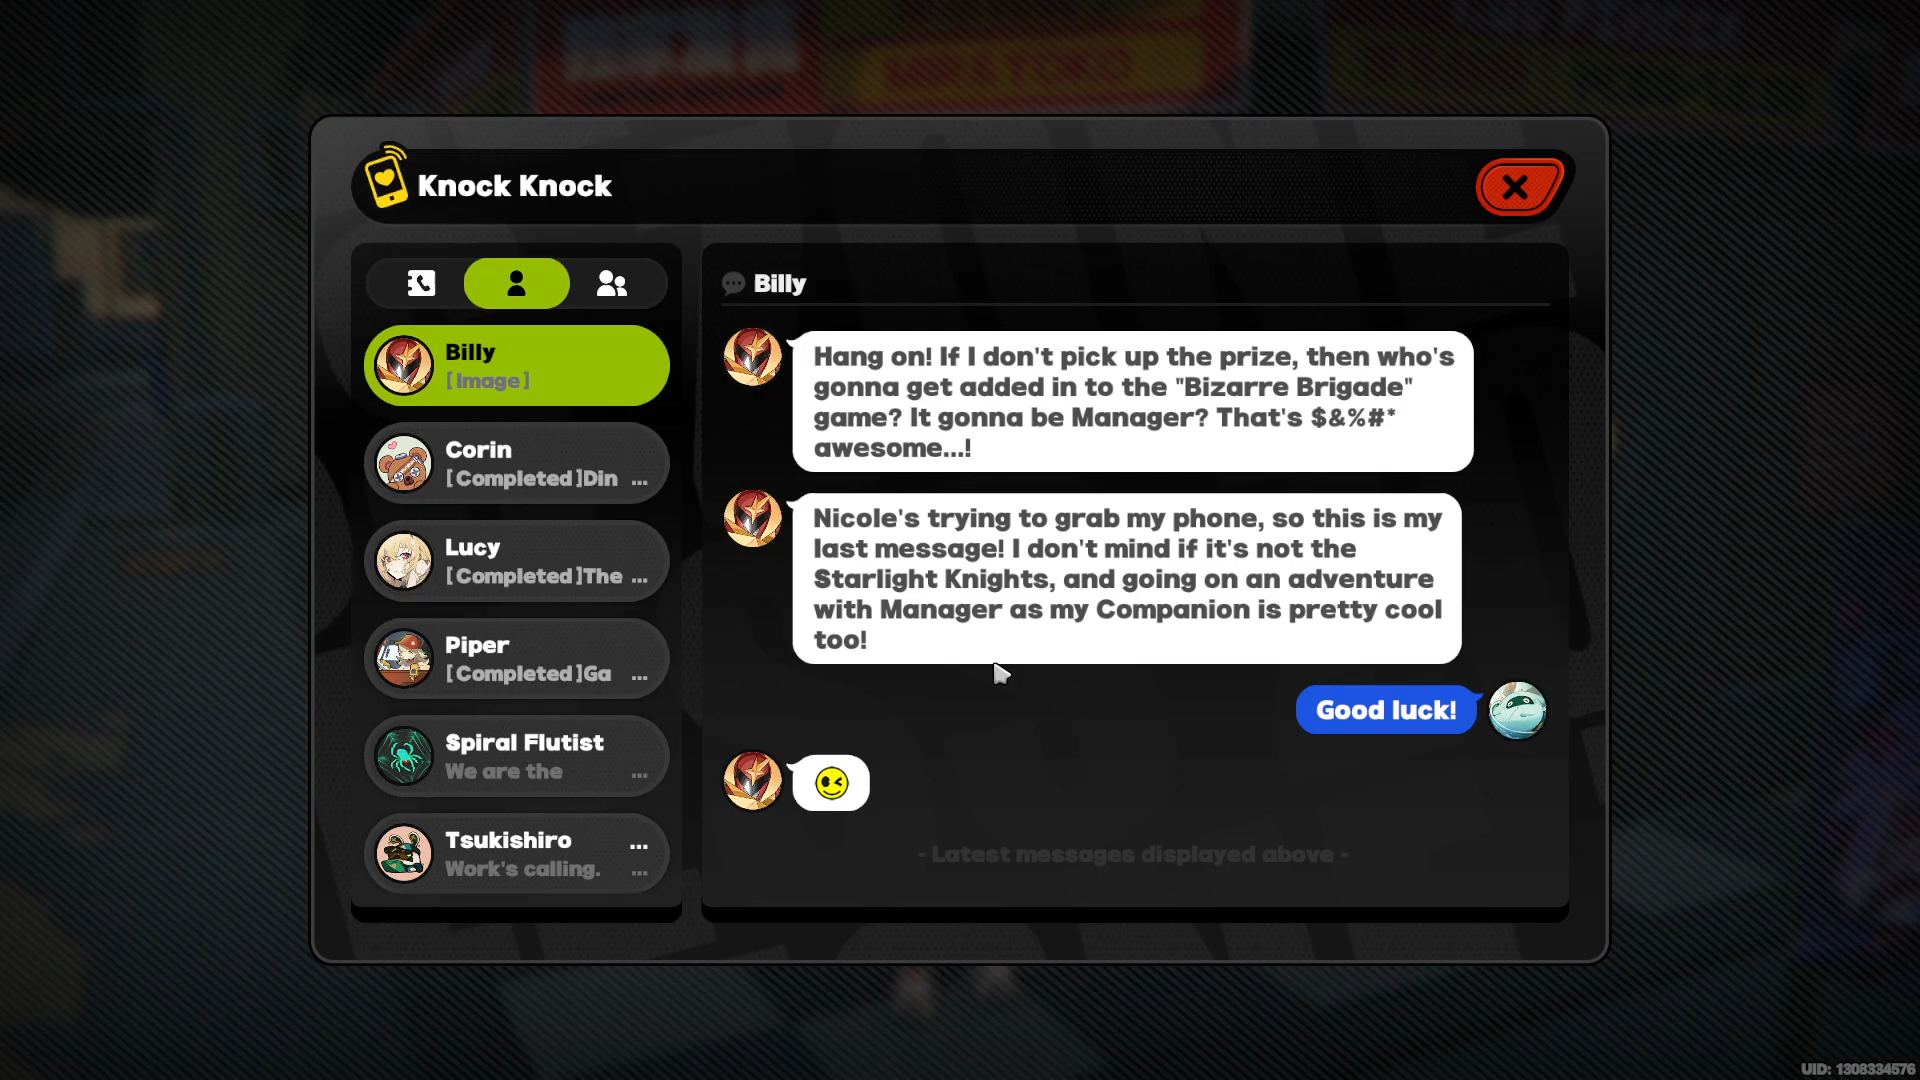 Knock Knock
Billy
[Image]
Corin
[Completed]Din ...
Lucy
[Completed]The ...
Piper
[Completed]Ga ...
Spiral Flutist
We are the ...
Tsukishiro ...
Work's calling. ...
Billy
Hang on! If I don't pick up the prize, then who's
gonna get added in to the "Bizarre Brigade"
game? It gonna be Manager? That's $&%#*
awesome...!
Nicole's trying to grab my phone, so this is my
last message! I don't mind if it's not the
Starlight Knights, and going on an adventure
with Manager as my Companion is pretty cool
too!
Good luck!
- Latest messages displayed above -
UID: 1308334576